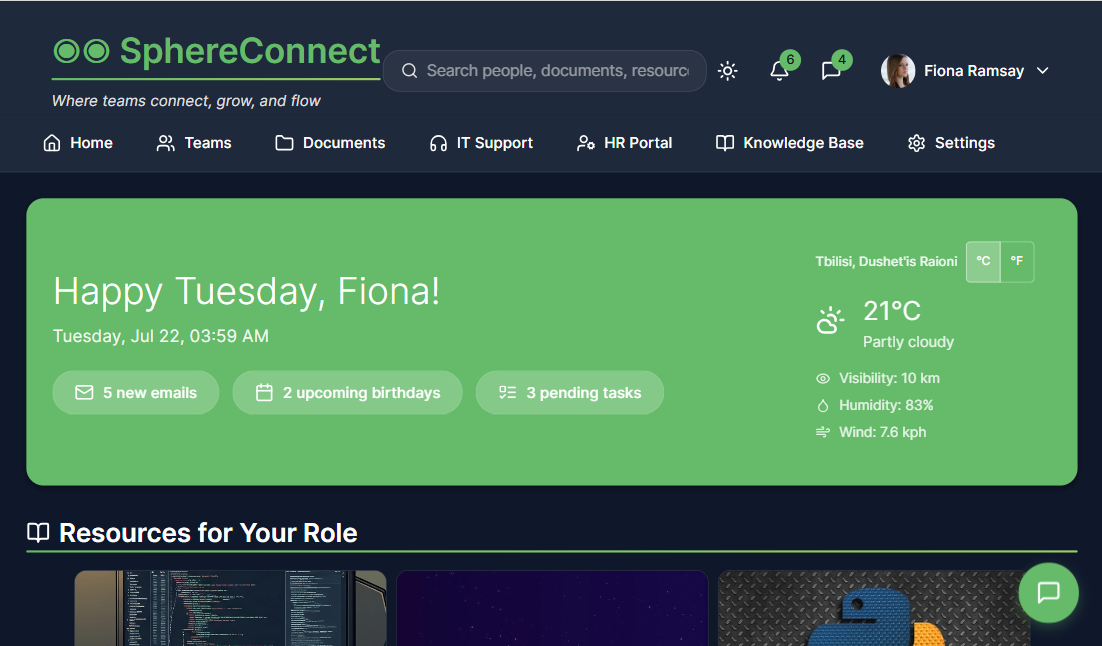 SphereConnect
Where teams connect, grow, and flow
Search people, documents, resourc
6
4
Fiona Ramsay
Home
Teams
Documents
IT Support
HR Portal
Knowledge Base
Settings
Happy Tuesday, Fiona!
Tuesday, Jul 22, 03:59 AM
5 new emails
2 upcoming birthdays
3 pending tasks
Tbilisi, Dushet'is Raioni
°C
°F
21°C
Partly cloudy
Visibility: 10 km
Humidity: 83%
Wind: 7.6 kph
Resources for Your Role